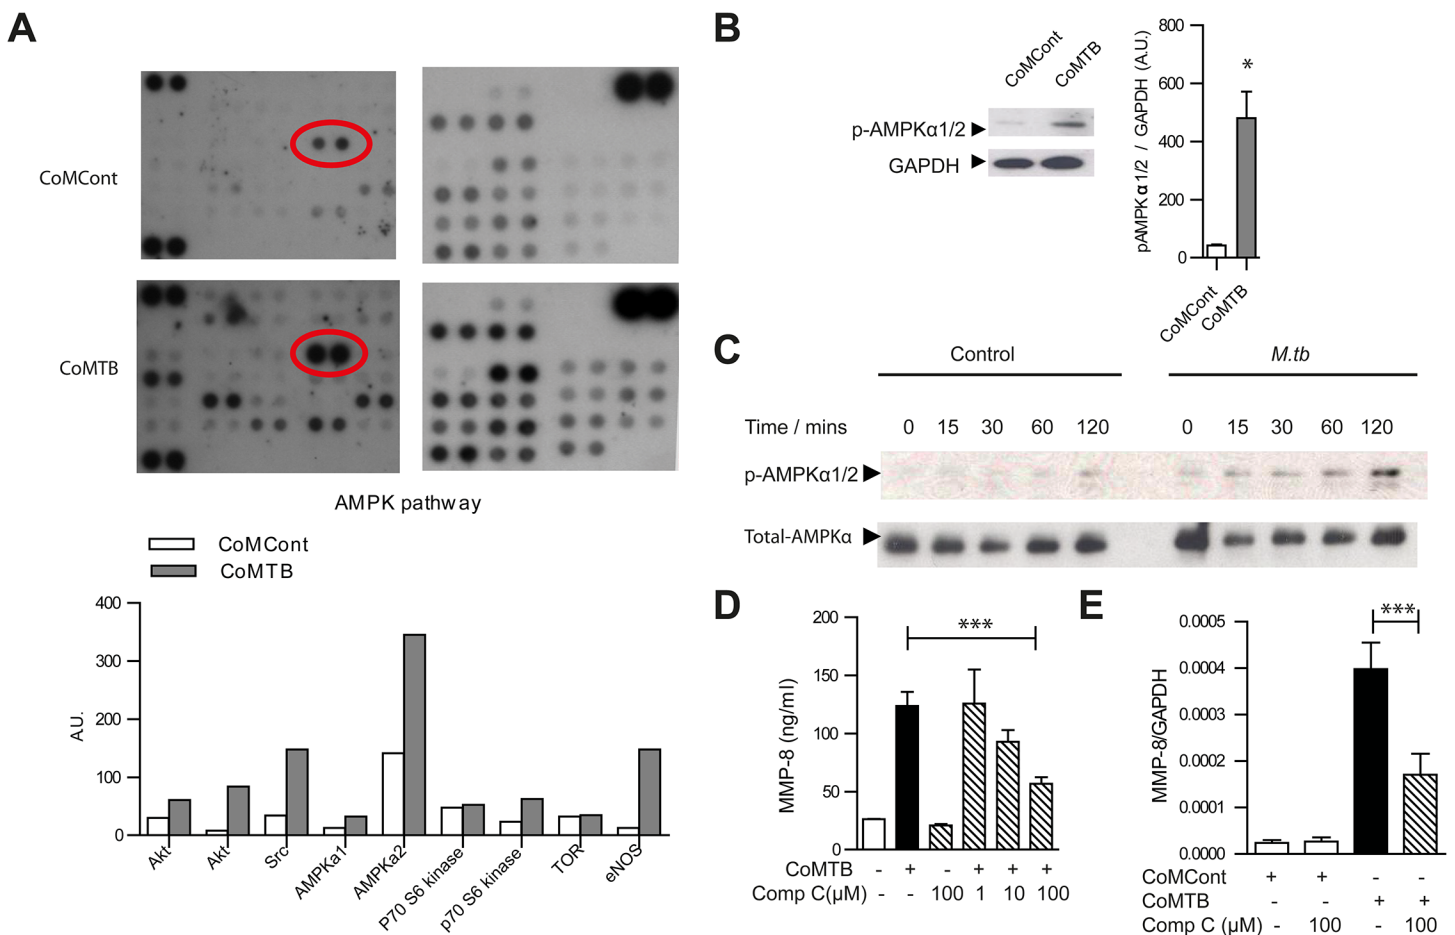 A
CoMCont
CoMTB
AMPK pathway
CoMCont
CoMTB
400
300
200
100
0
A.U.
Akt
Akt
Src
AMPKa1
AMPKa2
P70 S6 kinase
p70 S6 kinase
TOR
eNOS
B
CoMCont
CoMTB
p-AMPKα1/2
GAPDH
pAMPKα1/2 / GAPDH (A.U.)
800
600
400
200
0
*
CoMCont
CoMTB
C
Control
M.tb
Time / mins 0 15 30 60 120 0 15 30 60 120
p-AMPKα1/2
Total-AMPKα
D
MMP-8 (ng/ml)
200
150
100
50
0
***
CoMTB - + - + + +
Comp C(µM) - - 100 1 10 100
E
MMP-8/GAPDH
0.0005
0.0004
0.0003
0.0002
0.0001
0.0000
***
CoMCont + + - -
CoMTB - - + +
Comp C (µM) - 100 - 100